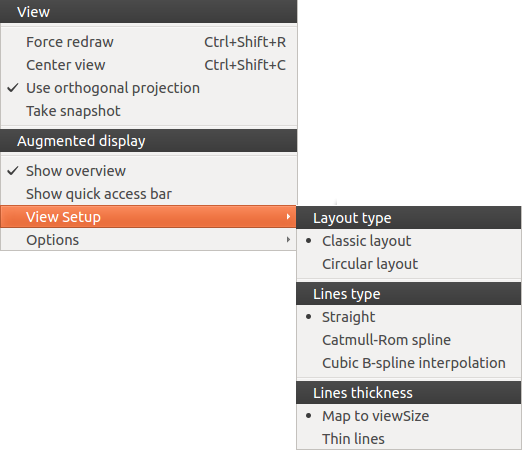 View
Force redraw Ctrl+Shift+R
Center view Ctrl+Shift+C
Use orthogonal projection
Take snapshot
Augmented display
Show overview
Show quick access bar
View Setup
Options
Layout type
Classic layout
Circular layout
Lines type
Straight
Catmull-Rom spline
Cubic B-spline interpolation
Lines thickness
Map to viewSize
Thin lines